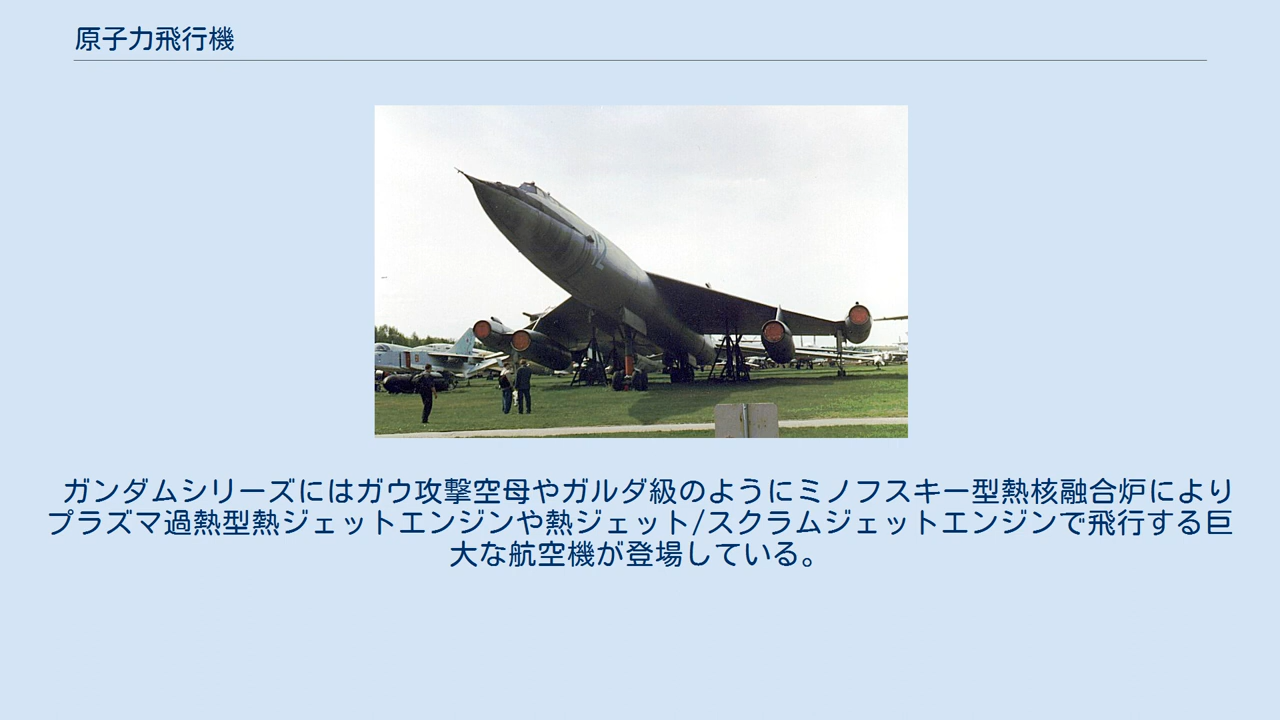 原子力飛行機
ガンダムシリーズにはガウ攻撃空母やガルダ級のようにミノフスキー型熱核融合炉により
プラズマ過熱型熱ジェットエンジンや熱ジェット/スクラムジェットエンジンで飛行する巨
大な航空機が登場している。